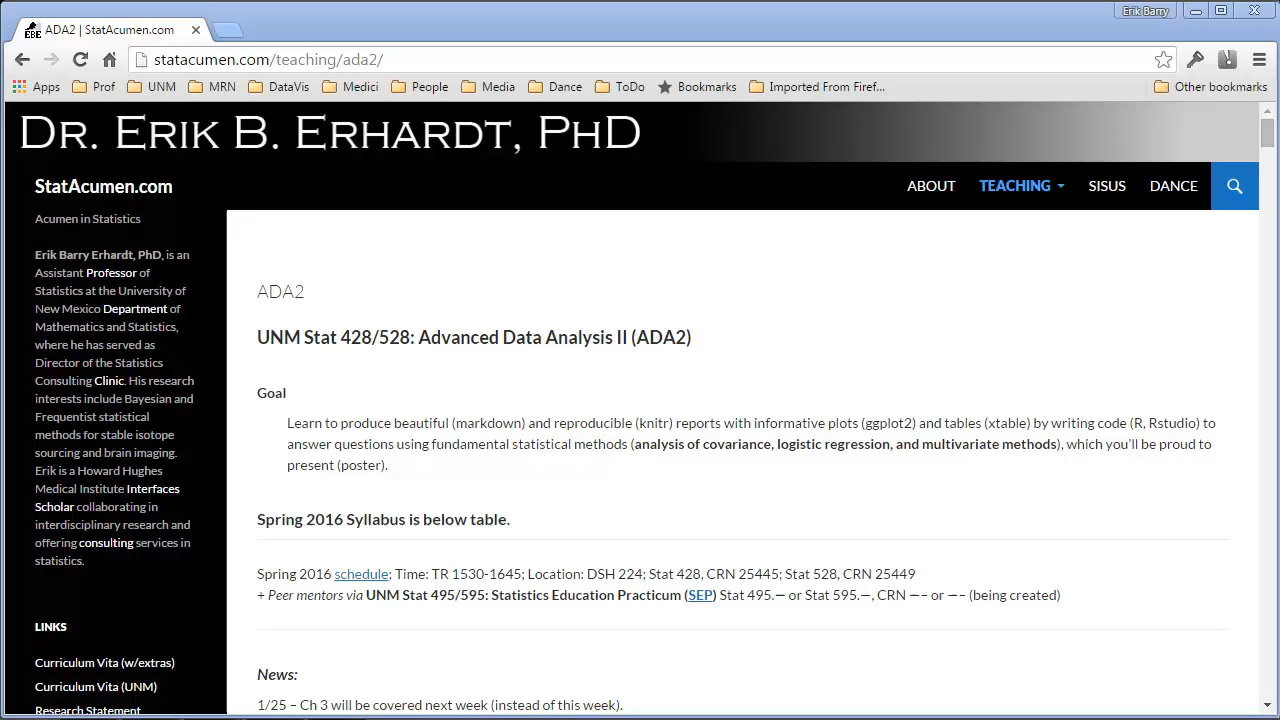 Erik Barry
EBE
ADA2 | StatAcumen.com
statacumen.com/teaching/ada2/
Apps Prof UNM MRN DataVis Medici People Media Dance ToDo Bookmarks Imported From Firef... Other bookmarks
DR. ERIK B. ERHARDT, PHD
StatAcumen.com
ABOUT TEACHING SISUS DANCE
Acumen in Statistics
Erik Barry Erhardt, PhD, is an
Assistant Professor of
Statistics at the University of
New Mexico Department of
Mathematics and Statistics,
where he has served as
Director of the Statistics
Consulting Clinic. His research
interests include Bayesian and
Frequentist statistical
methods for stable isotope
sourcing and brain imaging.
Erik is a Howard Hughes
Medical Institute Interfaces
Scholar collaborating in
interdisciplinary research and
offering consulting services in
statistics.
LINKS
Curriculum Vita (w/extras)
Curriculum Vita (UNM)
Research Statement
ADA2
UNM Stat 428/528: Advanced Data Analysis II (ADA2)
Goal
Learn to produce beautiful (markdown) and reproducible (knitr) reports with informative plots (ggplot2) and tables (xtable) by writing code (R, Rstudio) to
answer questions using fundamental statistical methods (analysis of covariance, logistic regression, and multivariate methods), which you'll be proud to
present (poster).
Spring 2016 Syllabus is below table.
Spring 2016 schedule; Time: TR 1530-1645; Location: DSH 224; Stat 428, CRN 25445; Stat 528, CRN 25449
+ Peer mentors via UNM Stat 495/595: Statistics Education Practicum (SEP) Stat 495.— or Stat 595.—, CRN —– or —– (being created)
News:
1/25 – Ch 3 will be covered next week (instead of this week).